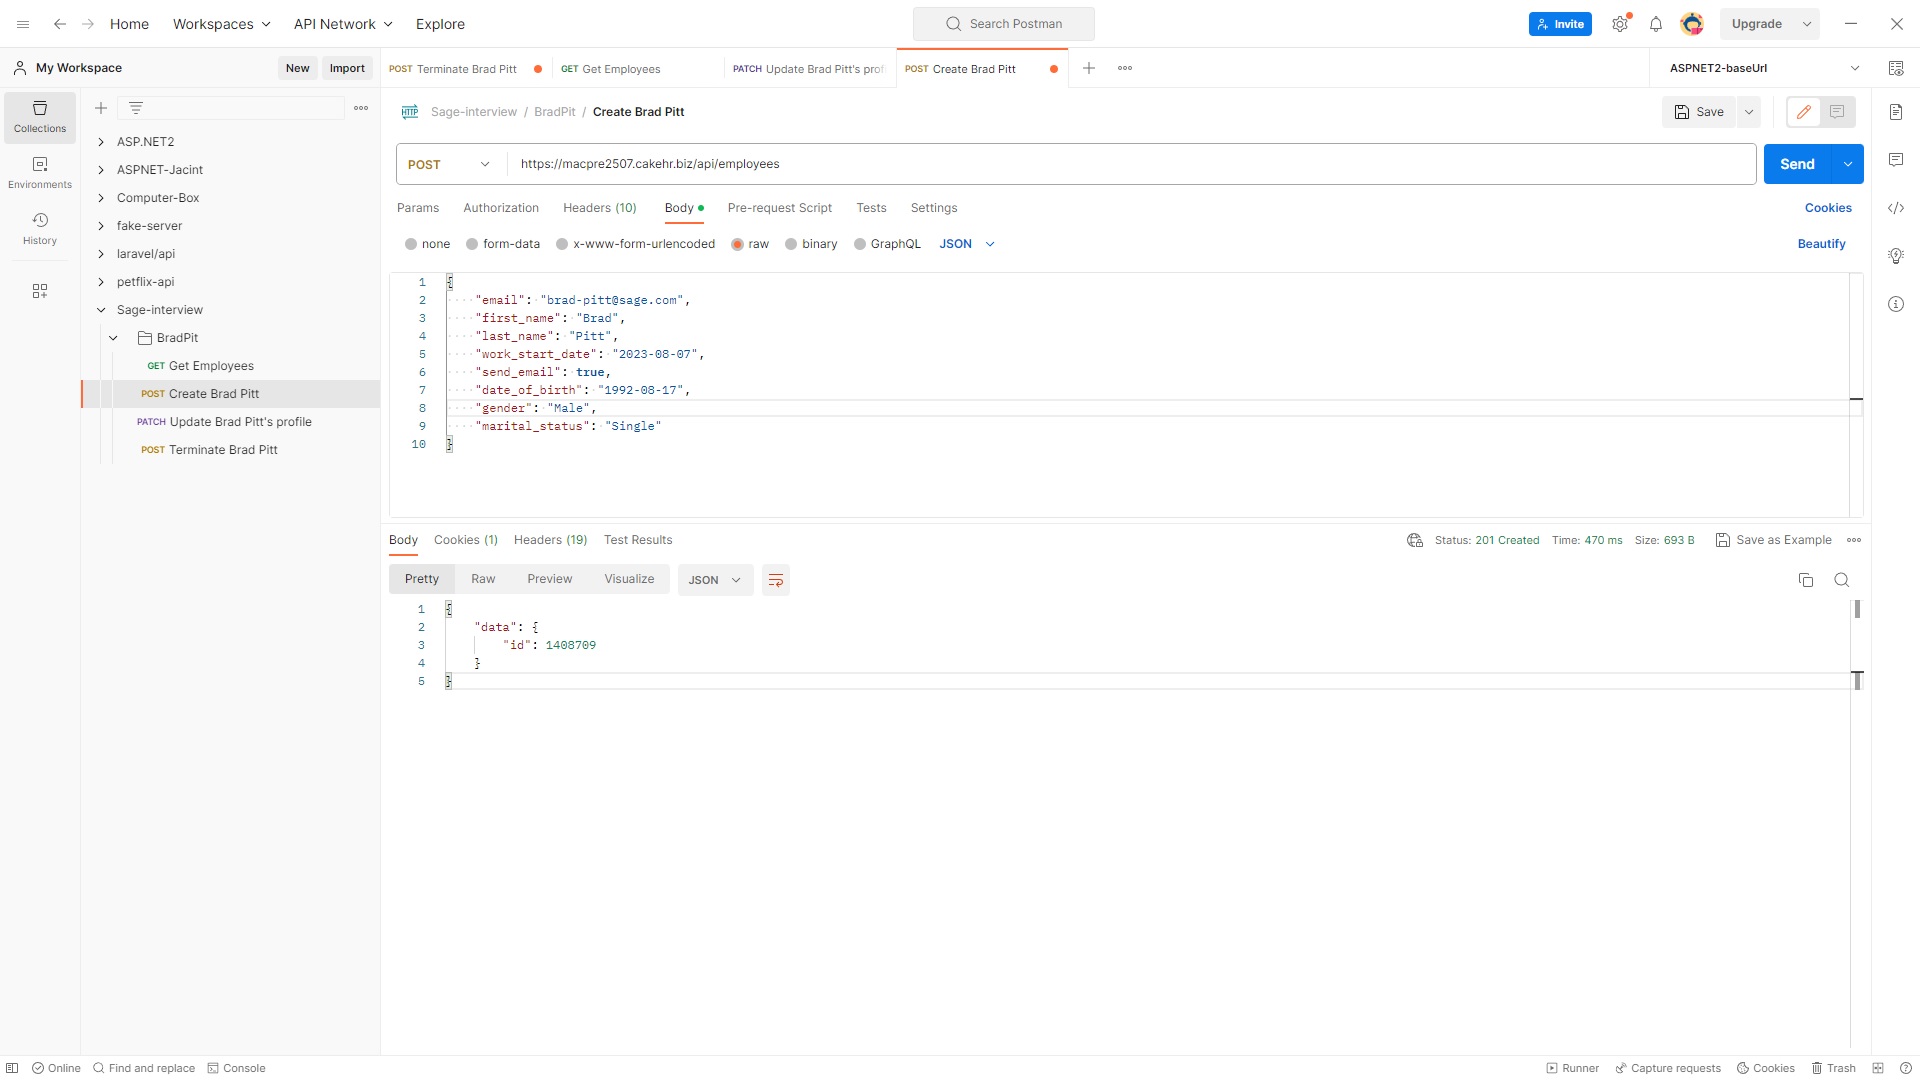 Home Workspaces API Network Explore Search Postman Invite Upgrade
My Workspace New Import
POST Terminate Brad Pitt GET Get Employees PATCH Update Brad Pitt's prof POST Create Brad Pitt ASPNET2-baseUrl
Collections
Environments
History
ASP.NET2
ASPNET-Jacint
Computer-Box
fake-server
laravel/api
petflix-api
Sage-interview
BradPit
GET Get Employees
POST Create Brad Pitt
PATCH Update Brad Pitt's profile
POST Terminate Brad Pitt
HTTP Sage-interview / BradPit / Create Brad Pitt Save
POST https://macpre2507.cakehr.biz/api/employees Send
Params Authorization Headers (10) Body Pre-request Script Tests Settings Cookies
none form-data x-www-form-urlencoded raw binary GraphQL JSON Beautify
1 {
2 "email": "brad-pitt@sage.com",
3 "first_name": "Brad",
4 "last_name": "Pitt",
5 "work_start_date": "2023-08-07",
6 "send_email": true,
7 "date_of_birth": "1992-08-17",
8 "gender": "Male",
9 "marital_status": "Single"
10 }
Body Cookies (1) Headers (19) Test Results Status: 201 Created Time: 470 ms Size: 693 B Save as Example
Pretty Raw Preview Visualize JSON
1 {
2 "data": {
3 "id": 1408709
4 }
5 }
Online Find and replace Console Runner Capture requests Cookies Trash